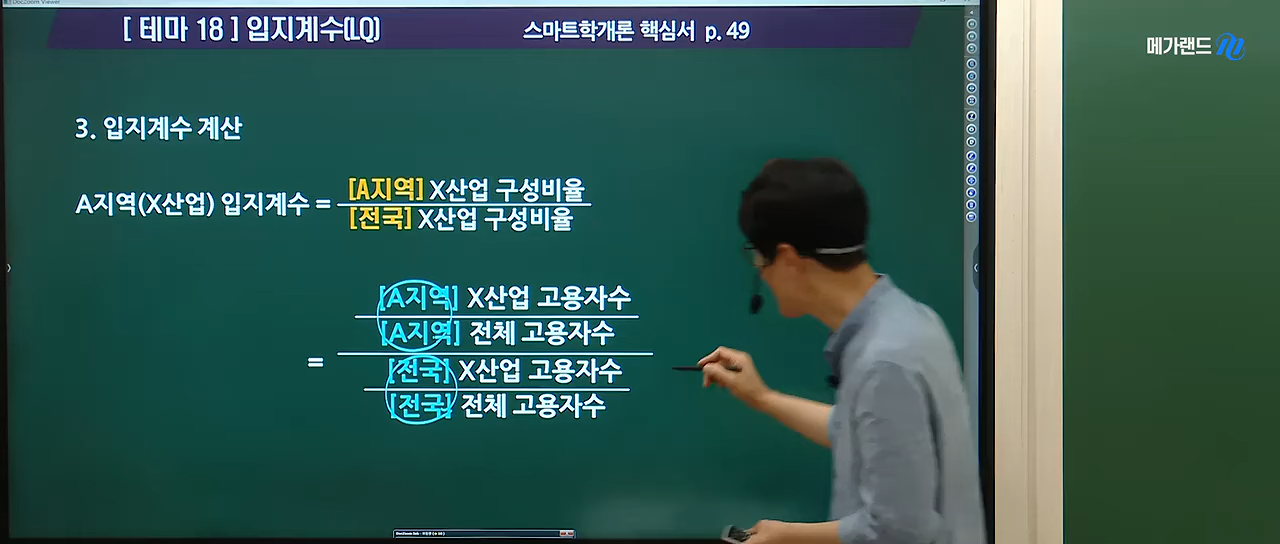 DocZoom Viewer
[ 테마 18 ] 입지계수(LQ)
스마트학개론 핵심서 p. 49
메가랜드
3. 입지계수 계산
A지역(X산업) 입지계수 =
[A지역] X산업 구성비율
[전국] X산업 구성비율
=
[A지역] X산업 고용자수
[A지역] 전체 고용자수
[전국] X산업 고용자수
[전국] 전체 고용자수